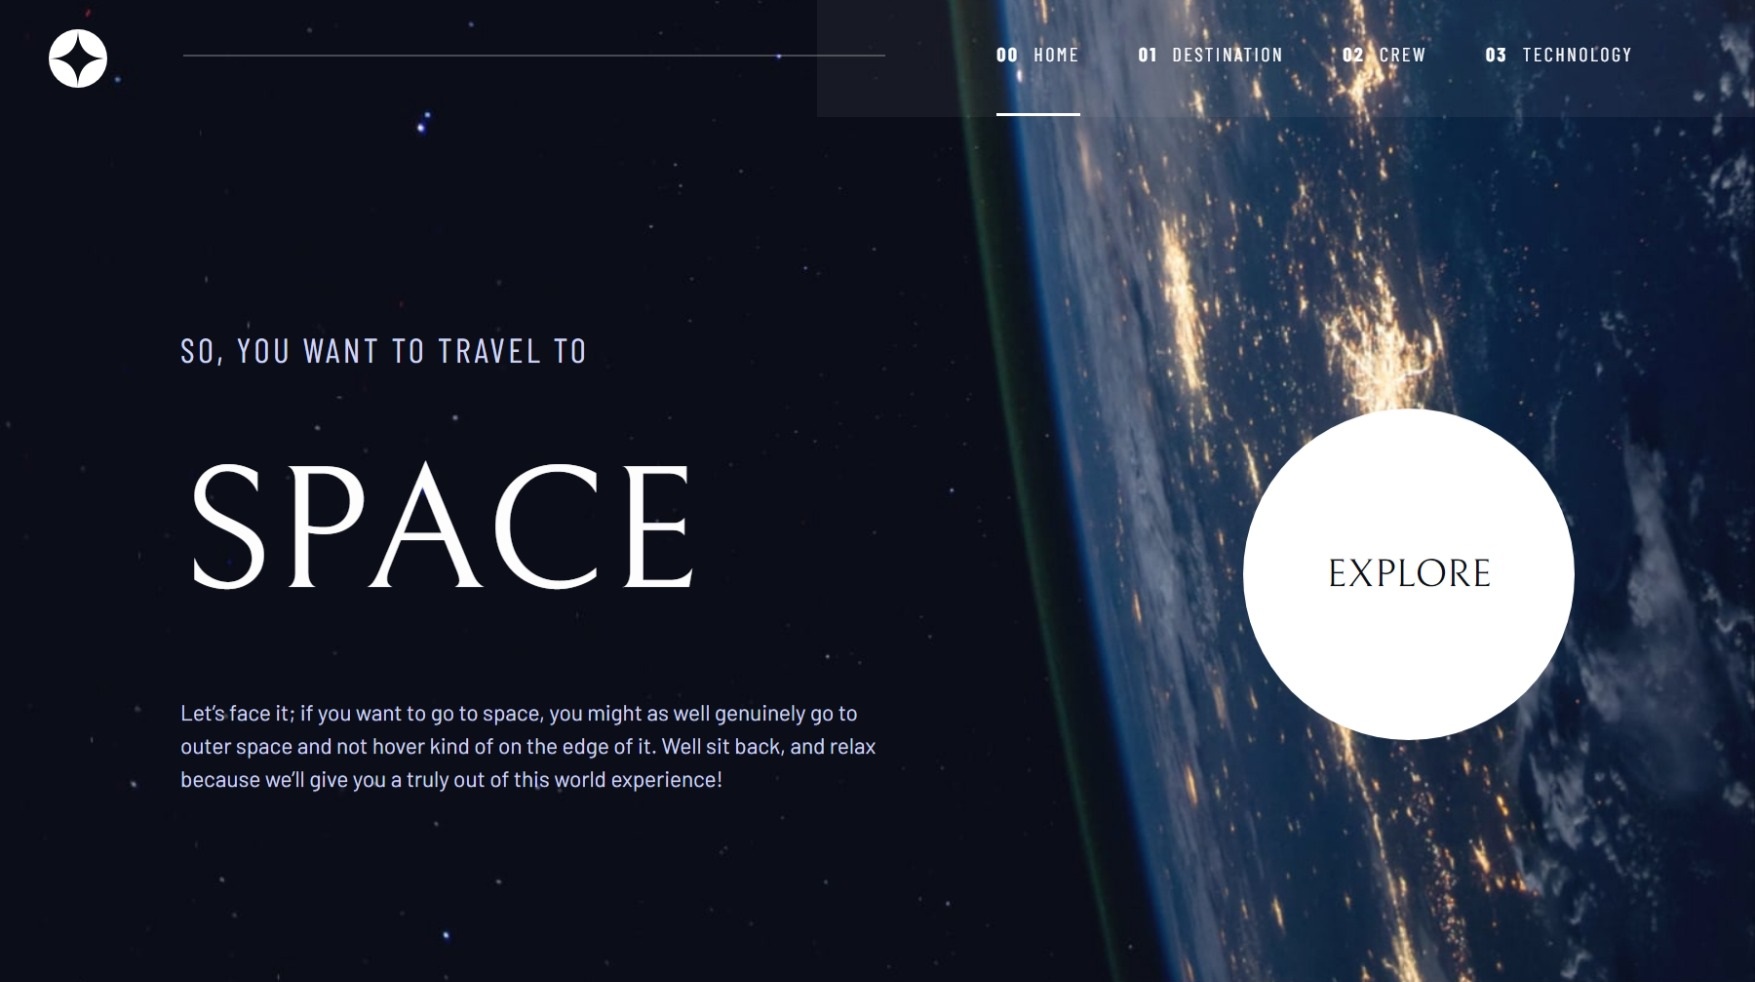 00 HOME 01 DESTINATION 02 CREW 03 TECHNOLOGY
SO, YOU WANT TO TRAVEL TO
SPACE
Let’s face it; if you want to go to space, you might as well genuinely go to
outer space and not hover kind of on the edge of it. Well sit back, and relax
because we’ll give you a truly out of this world experience!
EXPLORE